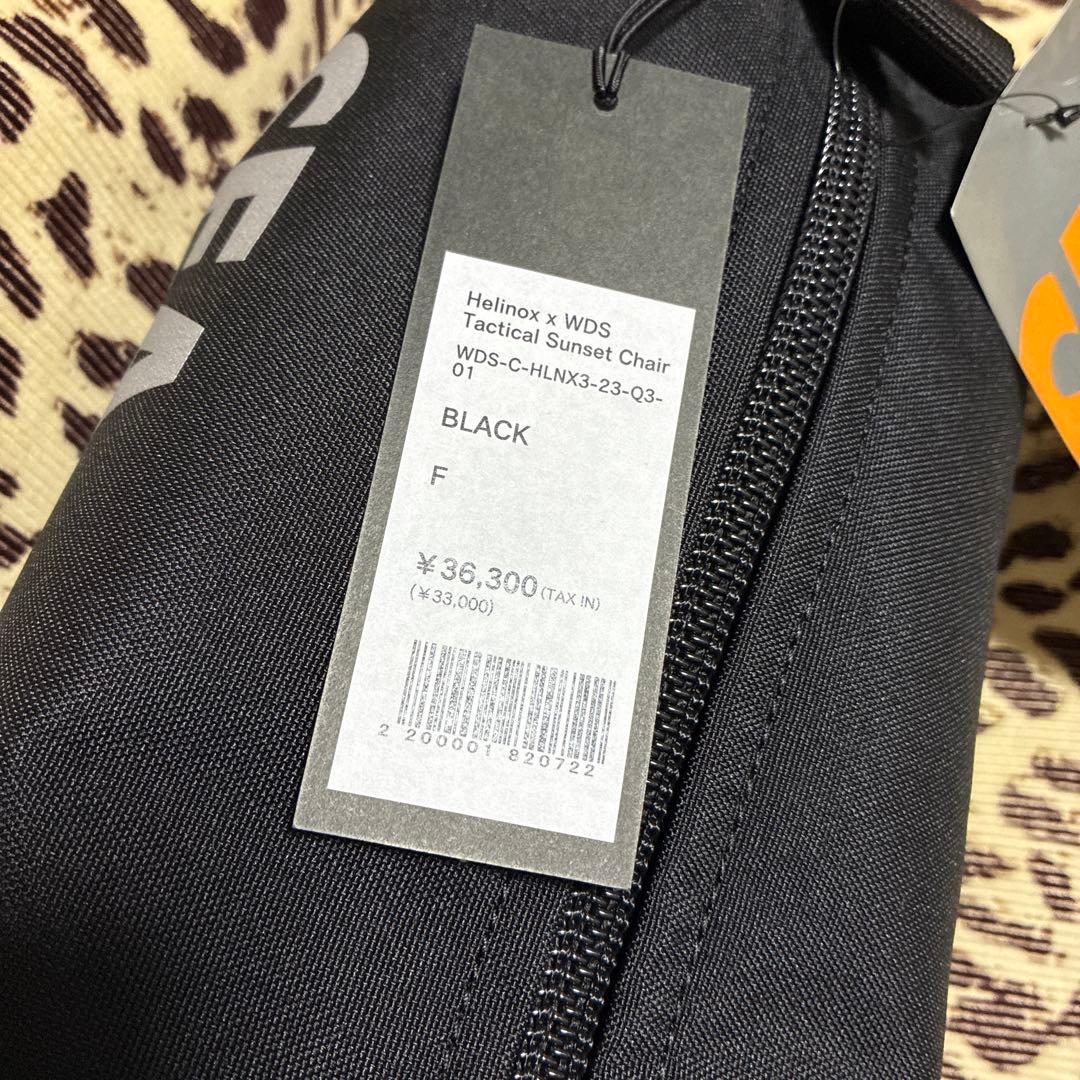 Helinox x WDS
Tactical Sunset Chair
WDS-C-HLNX3-23-Q3-
01
BLACK
F
¥36,300(TAX IN)
(¥33,000)
2 200001 820722